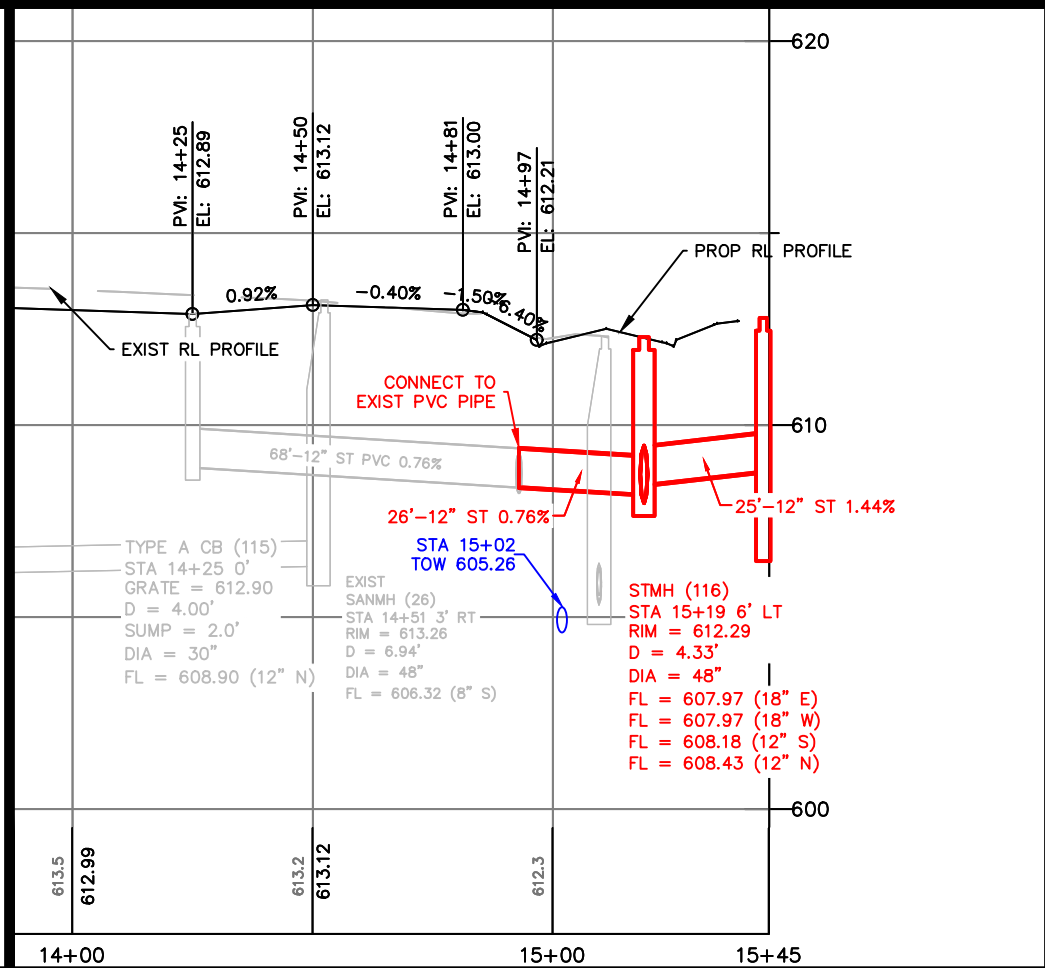 620
PVI: 14+25
EL: 612.89
PVI: 14+50
EL: 613.12
PVI: 14+81
EL: 613.00
PVI: 14+97
EL: 612.21
PROP RL PROFILE
0.92%
-0.40%
-1.50%
-6.40%
EXIST RL PROFILE
CONNECT TO
EXIST PVC PIPE
610
68'-12" ST PVC 0.76%
26'-12" ST 0.76%
25'-12" ST 1.44%
STA 15+02
TOW 605.26
TYPE A CB (115)
STA 14+25 0'
GRATE = 612.90
D = 4.00'
SUMP = 2.0'
DIA = 30"
FL = 608.90 (12" N)
EXIST
SANMH (26)
STA 14+51 3' RT
RIM = 613.26
D = 6.94'
DIA = 48"
FL = 606.32 (8" S)
STMH (116)
STA 15+19 6' LT
RIM = 612.29
D = 4.33'
DIA = 48"
FL = 607.97 (18" E)
FL = 607.97 (18" W)
FL = 608.18 (12" S)
FL = 608.43 (12" N)
600
613.5
612.99
613.2
613.12
612.3
14+00
15+00
15+45